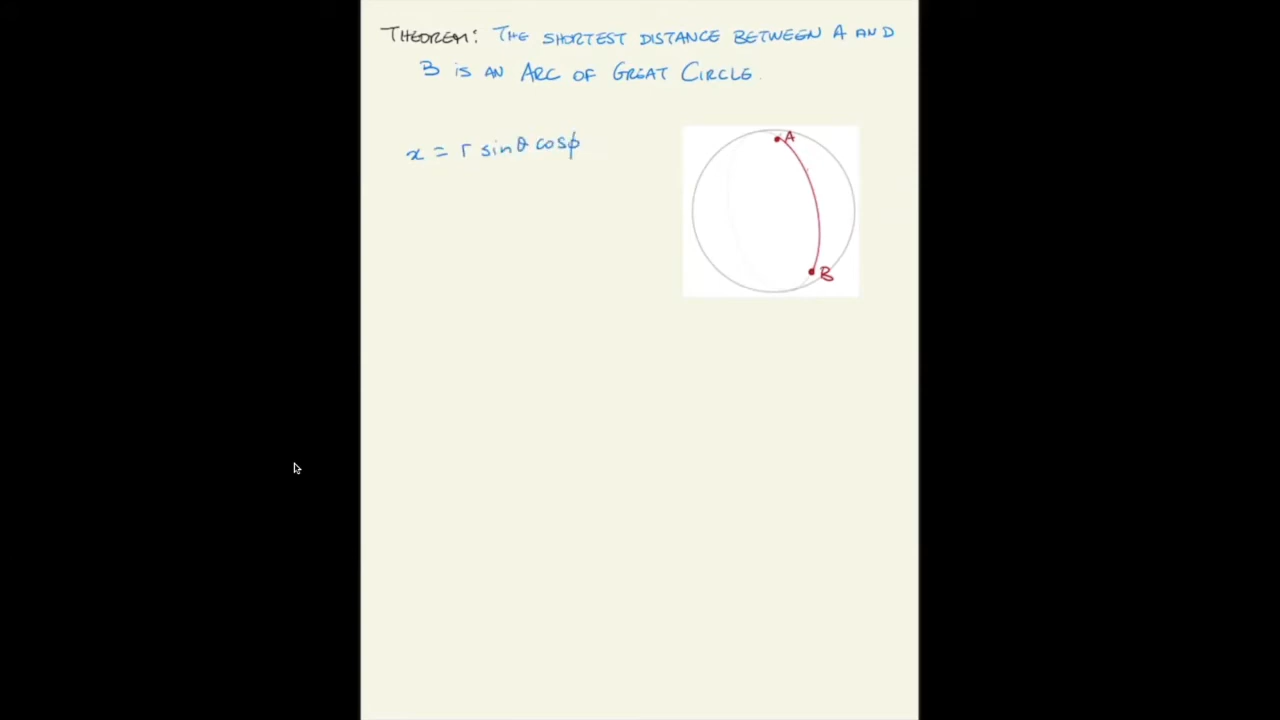 THEOREM: THE SHORTEST DISTANCE BETWEEN A AND
B IS AN ARC OF GREAT CIRCLE.
x = r sinθ cosϕ
A
B